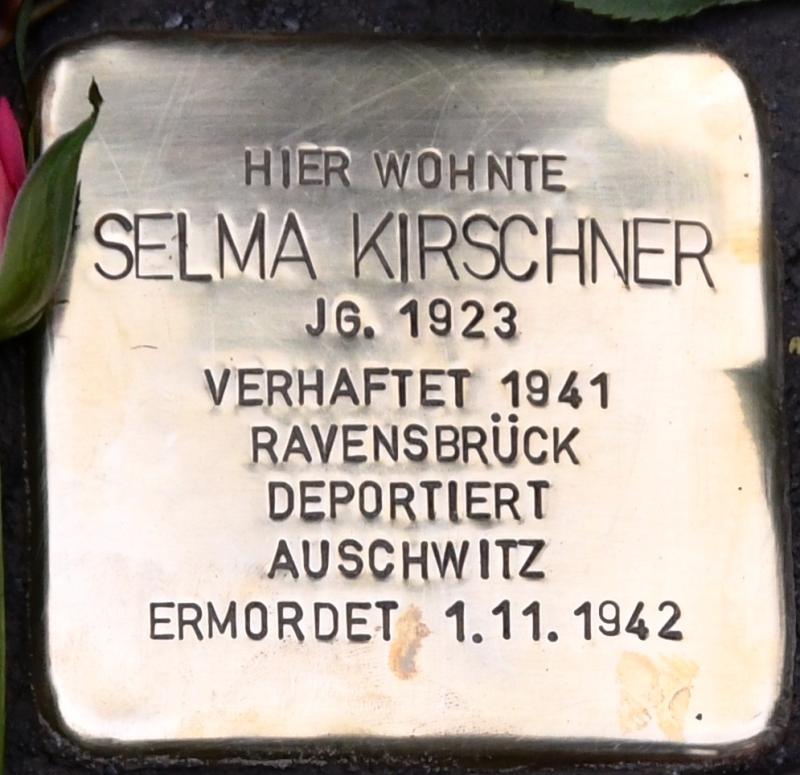 HIER WOHNTE
SELMA KIRSCHNER
JG. 1923
VERHAFTET 1941
RAVENSBRÜCK
DEPORTIERT
AUSCHWITZ
ERMORDET 1.11.1942